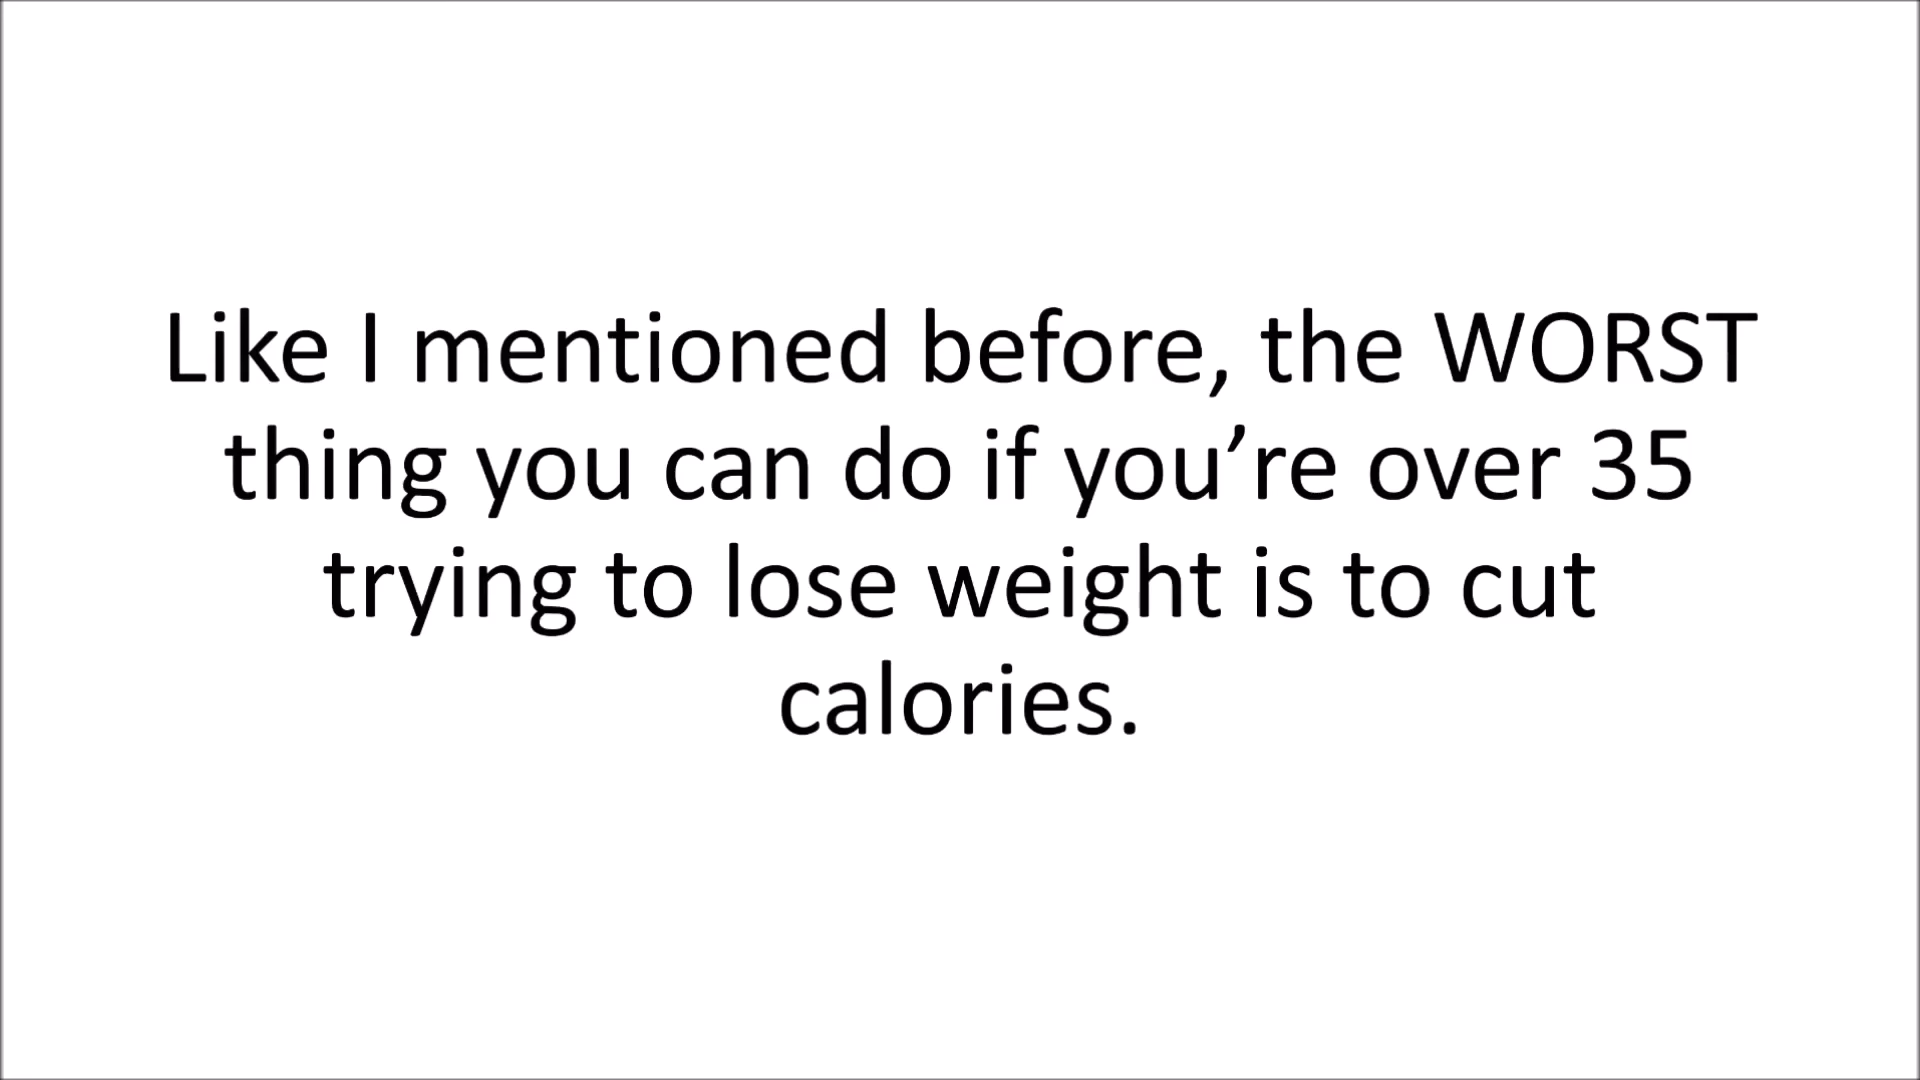 Like I mentioned before, the WORST
thing you can do if you’re over 35
trying to lose weight is to cut
calories.